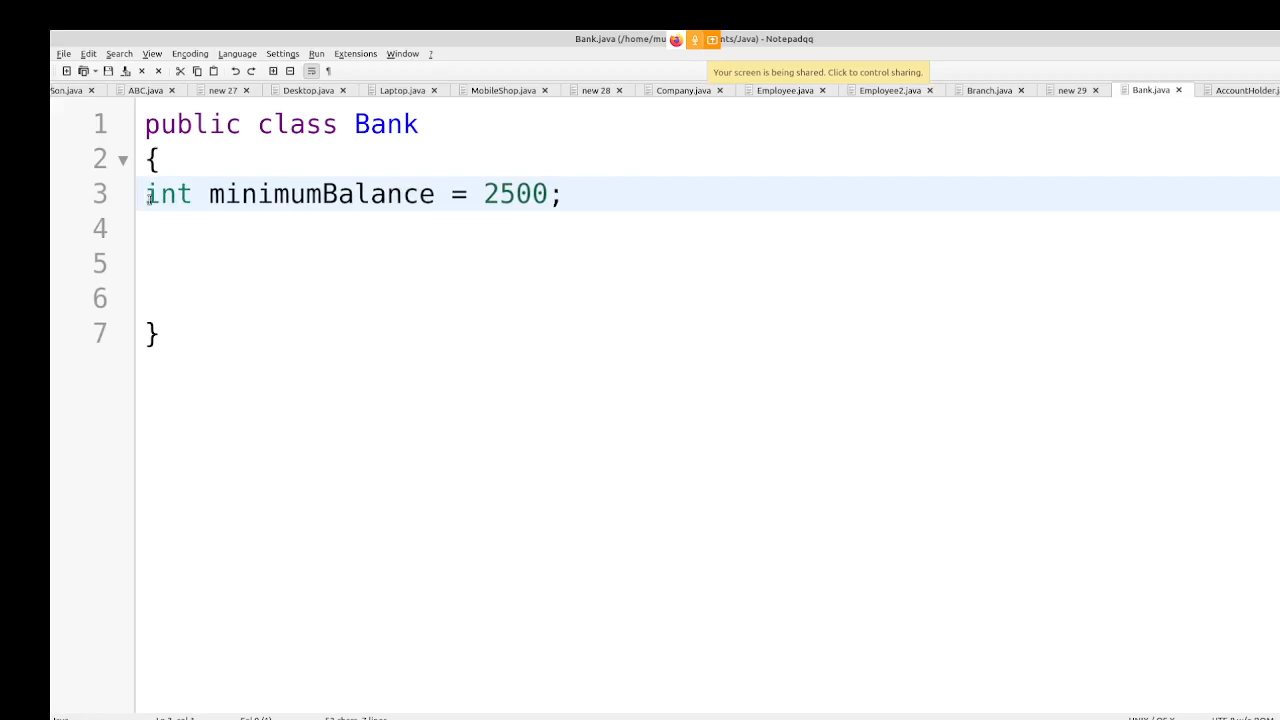 Bank.java (/home/mu nts/Java) - Notepadqq
File Edit Search View Encoding Language Settings Run Extensions Window ?
Your screen is being shared. Click to control sharing.
Son.java ABC.java new 27 Desktop.java Laptop.java MobileShop.java new 28 Company.java Employee.java Employee2.java Branch.java new 29 Bank.java AccountHolder.j
1 public class Bank
2 {
3 int minimumBalance = 2500;
4
5
6
7 }